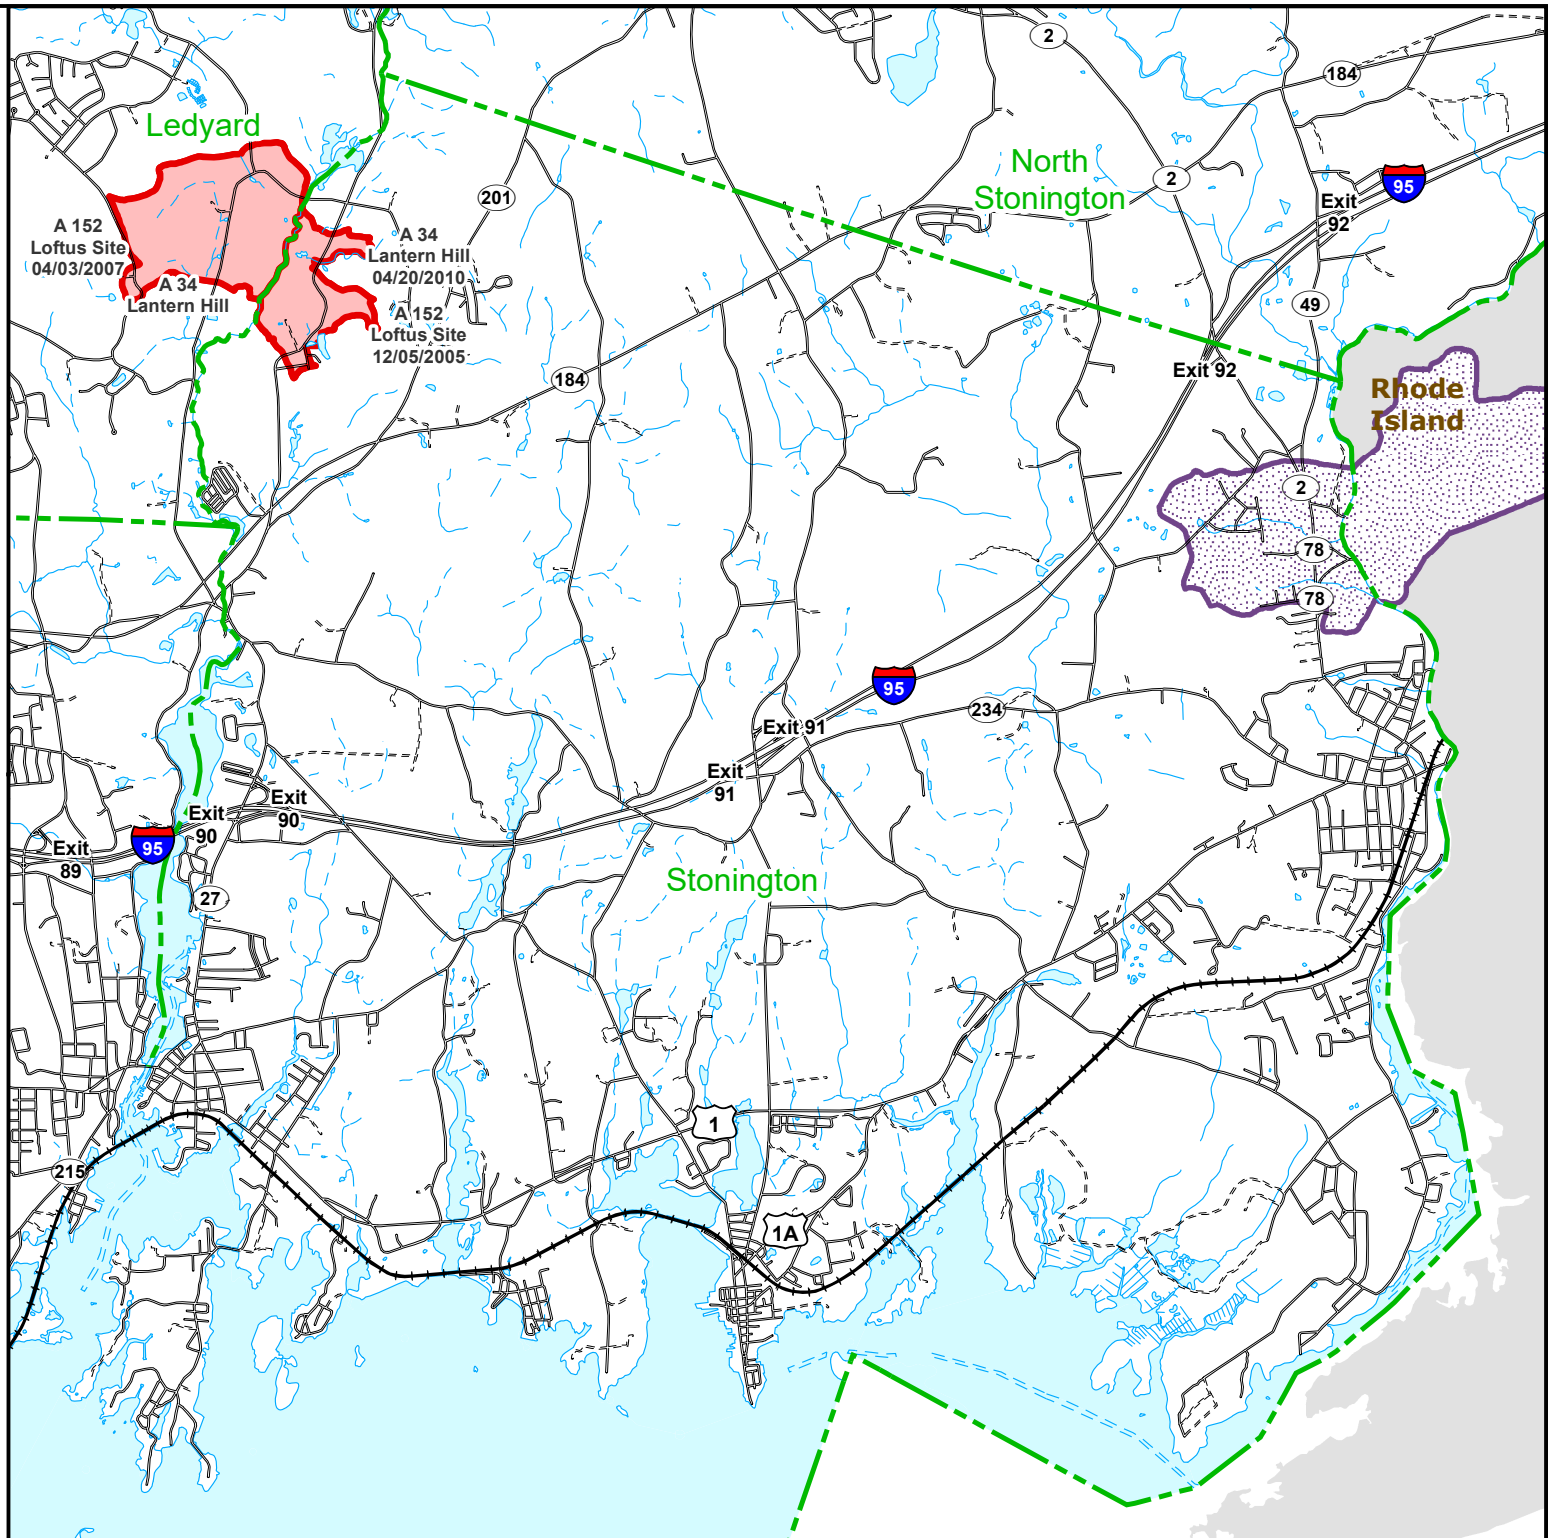 2
184
Ledyard
North
Stonington
2
95
Exit
92
201
A 152
Loftus Site
04/03/2007
A 34
Lantern Hill
04/20/2010
A 34
Lantern Hill
A 152
Loftus Site
12/05/2005
49
Exit 92
184
Rhode
Island
2
78
78
95
234
Exit 91
Exit
91
Exit
90
Exit
90
95
Exit
89
27
Stonington
1
215
1A